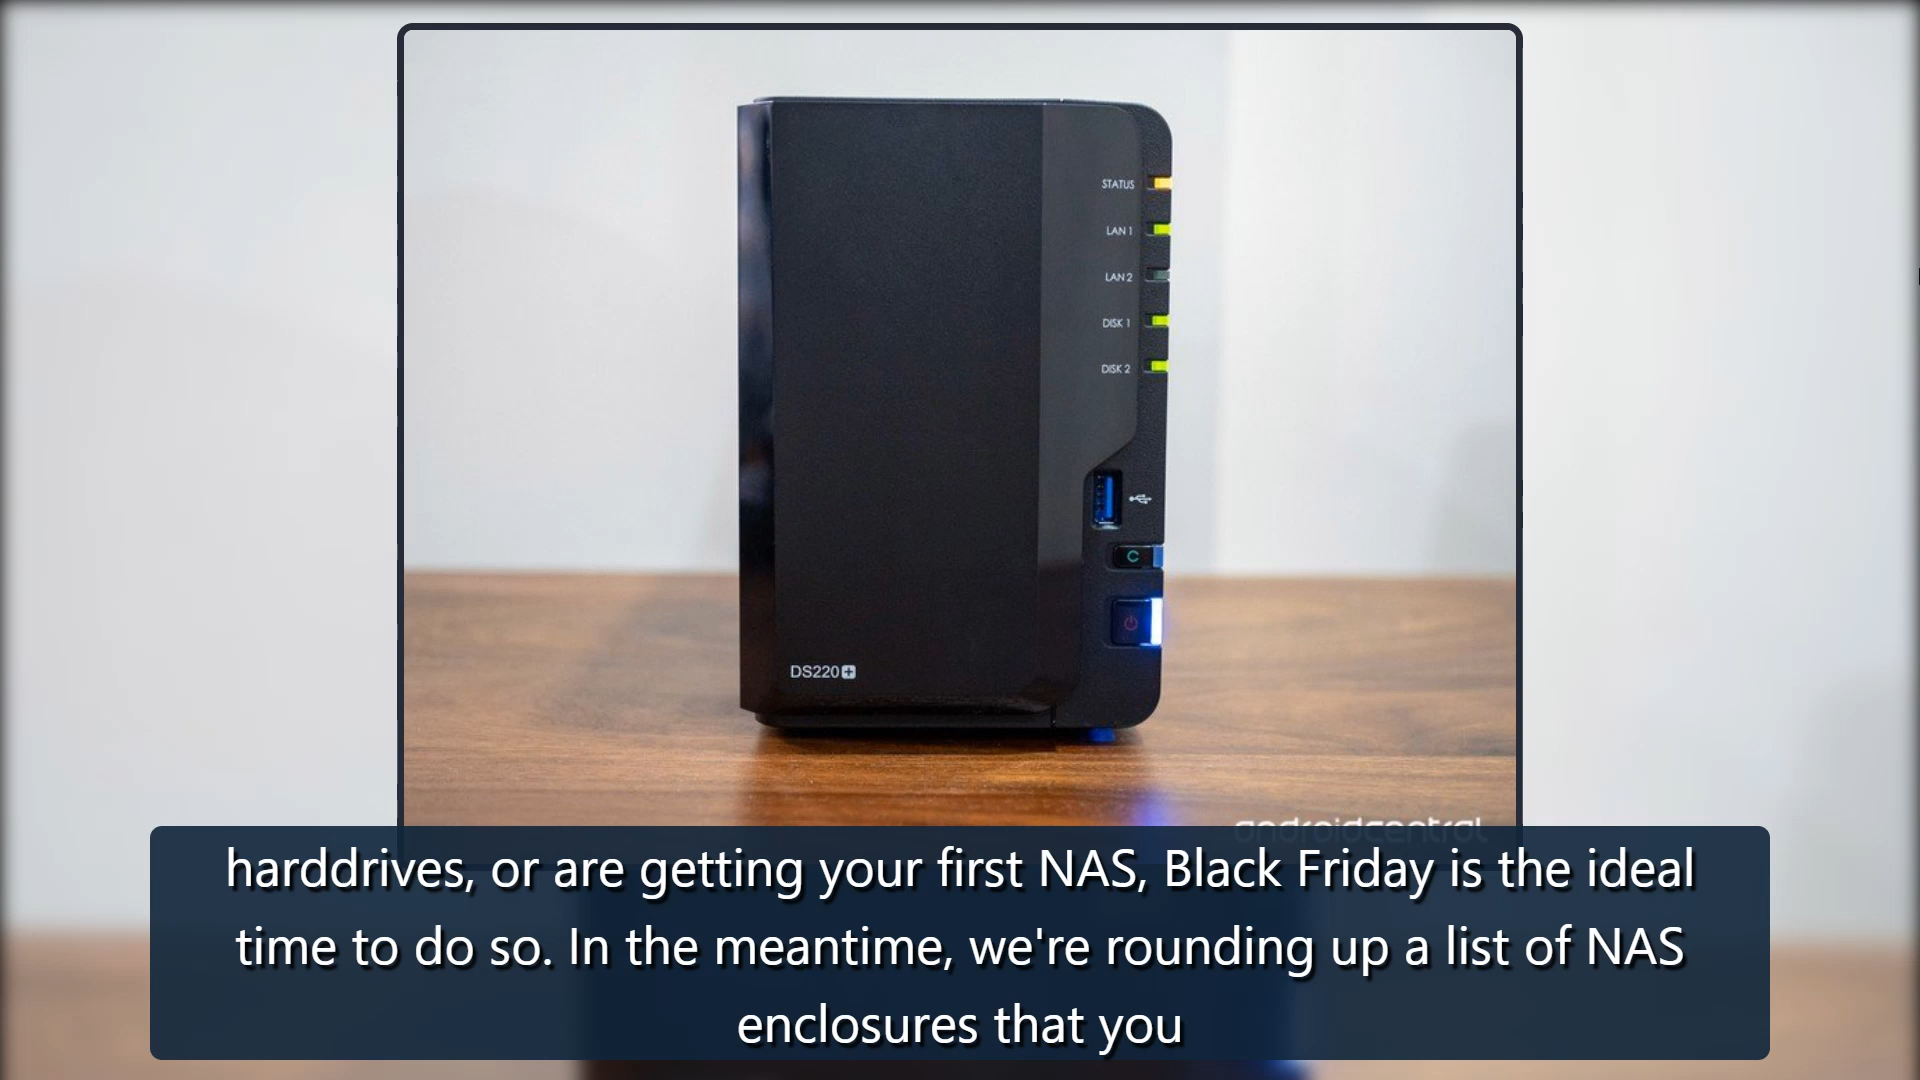 STATUS
LAN 1
LAN 2
DISK 1
DISK 2
C
DS220+
androidcentral
harddrives, or are getting your first NAS, Black Friday is the ideal
time to do so. In the meantime, we're rounding up a list of NAS
enclosures that you